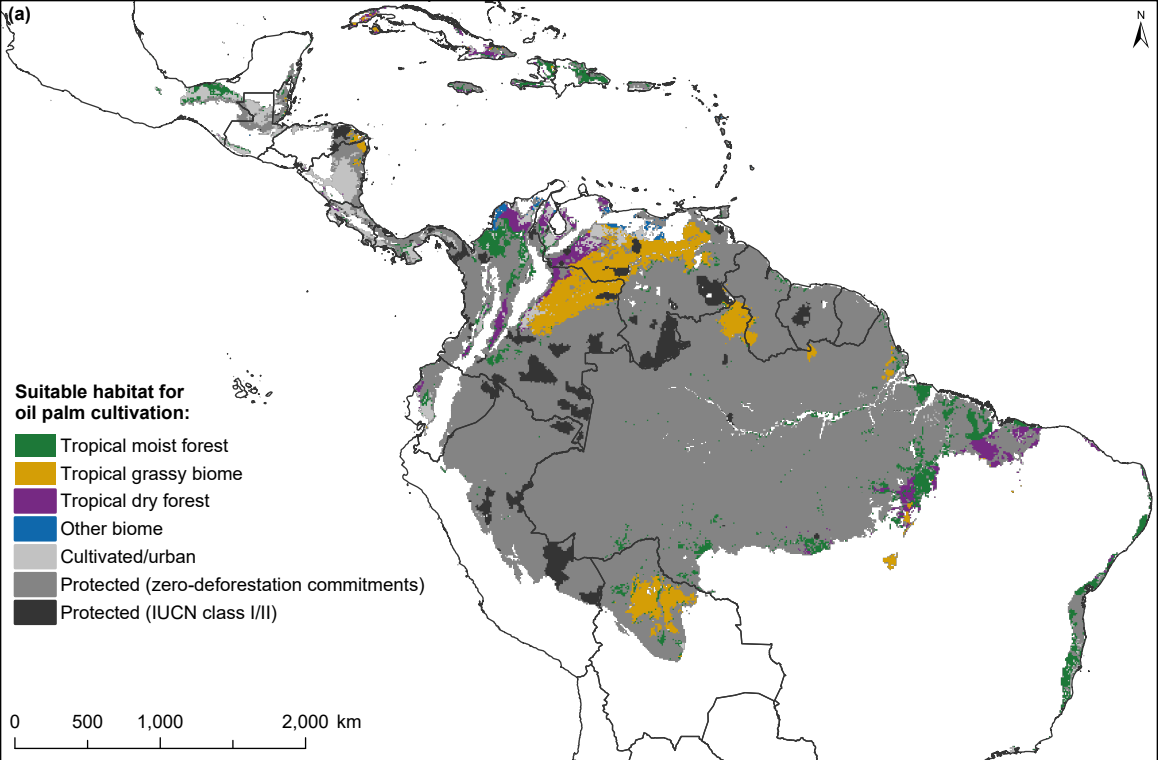 (a)
N
Suitable habitat for
oil palm cultivation:
Tropical moist forest
Tropical grassy biome
Tropical dry forest
Other biome
Cultivated/urban
Protected (zero-deforestation commitments)
Protected (IUCN class I/II)
0 500 1,000 2,000 km